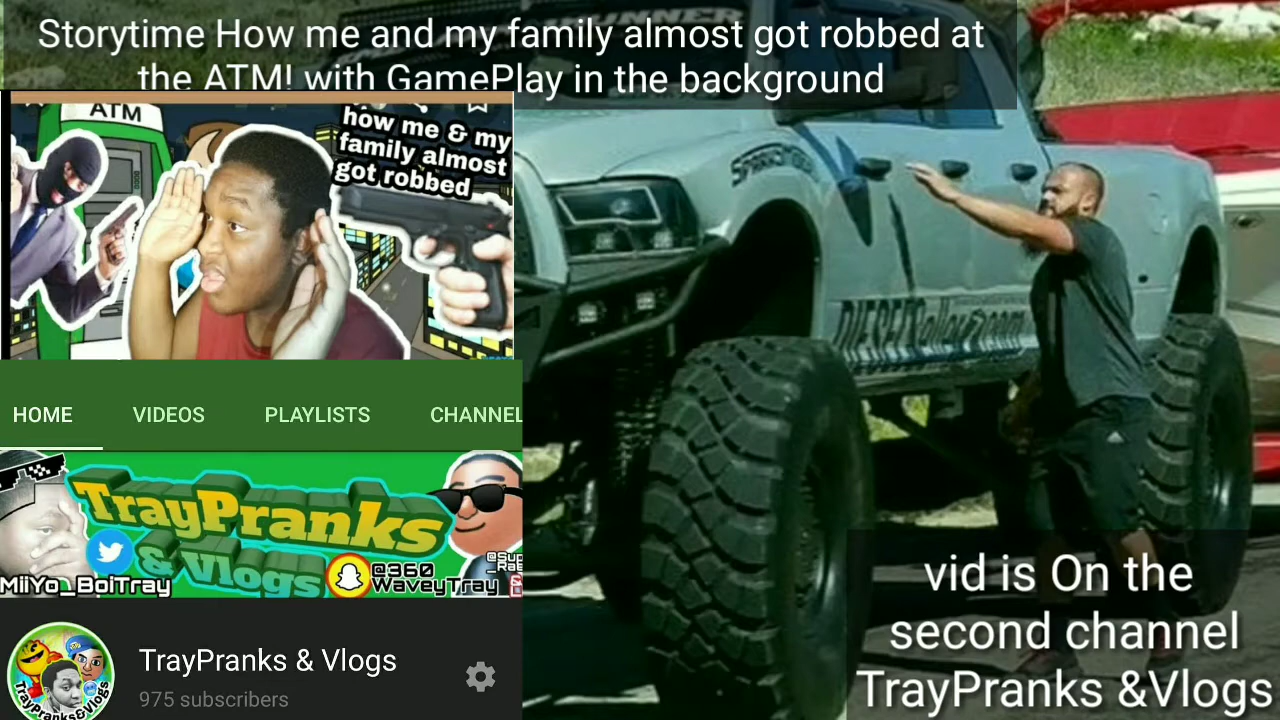 Storytime How me and my family almost got robbed at
the ATM! with GamePlay in the background
ATM
how me & my
family almost
got robbed
HOME VIDEOS PLAYLISTS CHANNEL
TrayPranks
& Vlogs
MiiYo_BoiTray
@360
WaveyTray
TrayPranks & Vlogs
975 subscribers
TrayPranks&Vlogs
vid is On the
second channel
TrayPranks &Vlogs